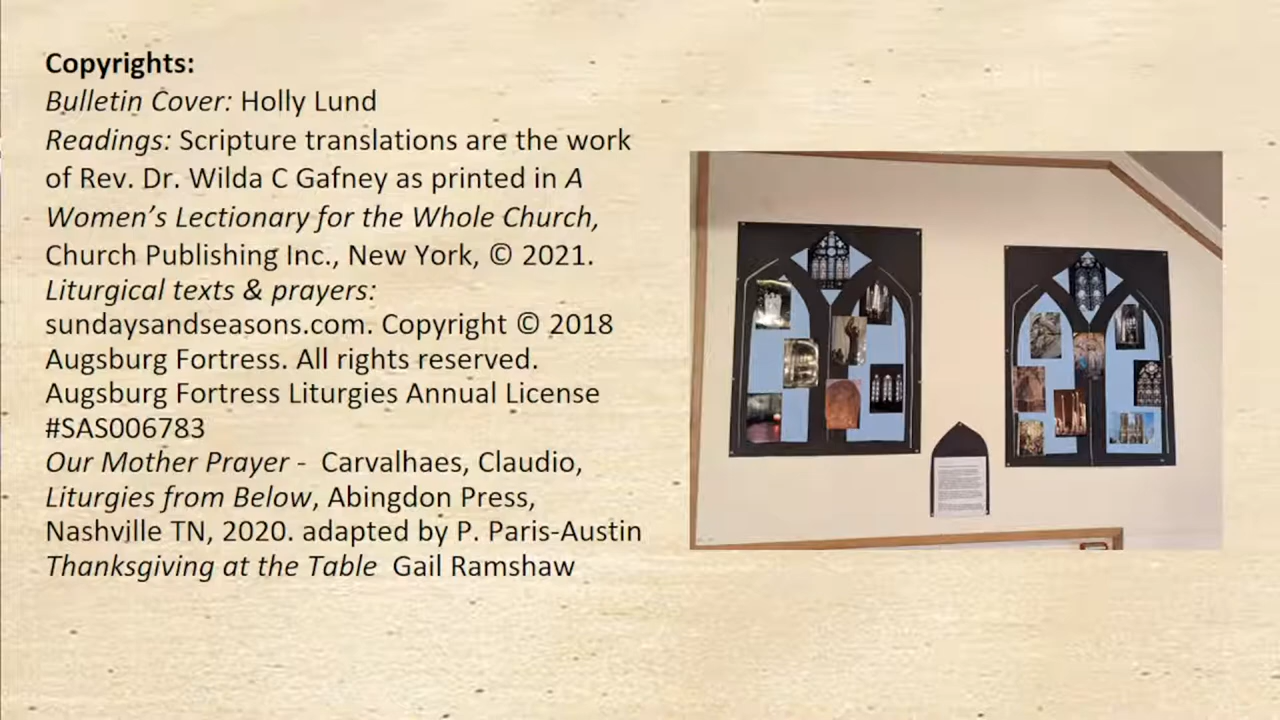 Copyrights:
Bulletin Cover: Holly Lund
Readings: Scripture translations are the work
of Rev. Dr. Wilda C Gafney as printed in A
Women’s Lectionary for the Whole Church,
Church Publishing Inc., New York, © 2021.
Liturgical texts & prayers:
sundaysandseasons.com. Copyright © 2018
Augsburg Fortress. All rights reserved.
Augsburg Fortress Liturgies Annual License
#SAS006783
Our Mother Prayer - Carvalhaes, Claudio,
Liturgies from Below, Abingdon Press,
Nashville TN, 2020. adapted by P. Paris-Austin
Thanksgiving at the Table Gail Ramshaw